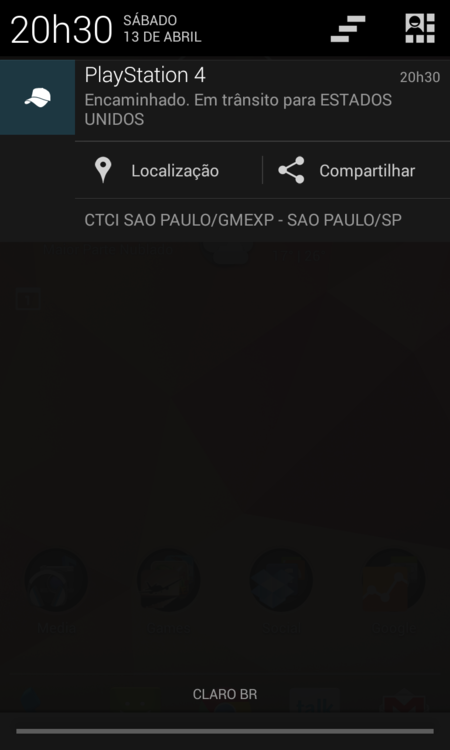 20h30
SÁBADO
13 DE ABRIL
PlayStation 4
20h30
Encaminhado. Em trânsito para ESTADOS
UNIDOS
Localização
Compartilhar
CTCI SAO PAULO/GMEXP - SAO PAULO/SP
CLARO BR